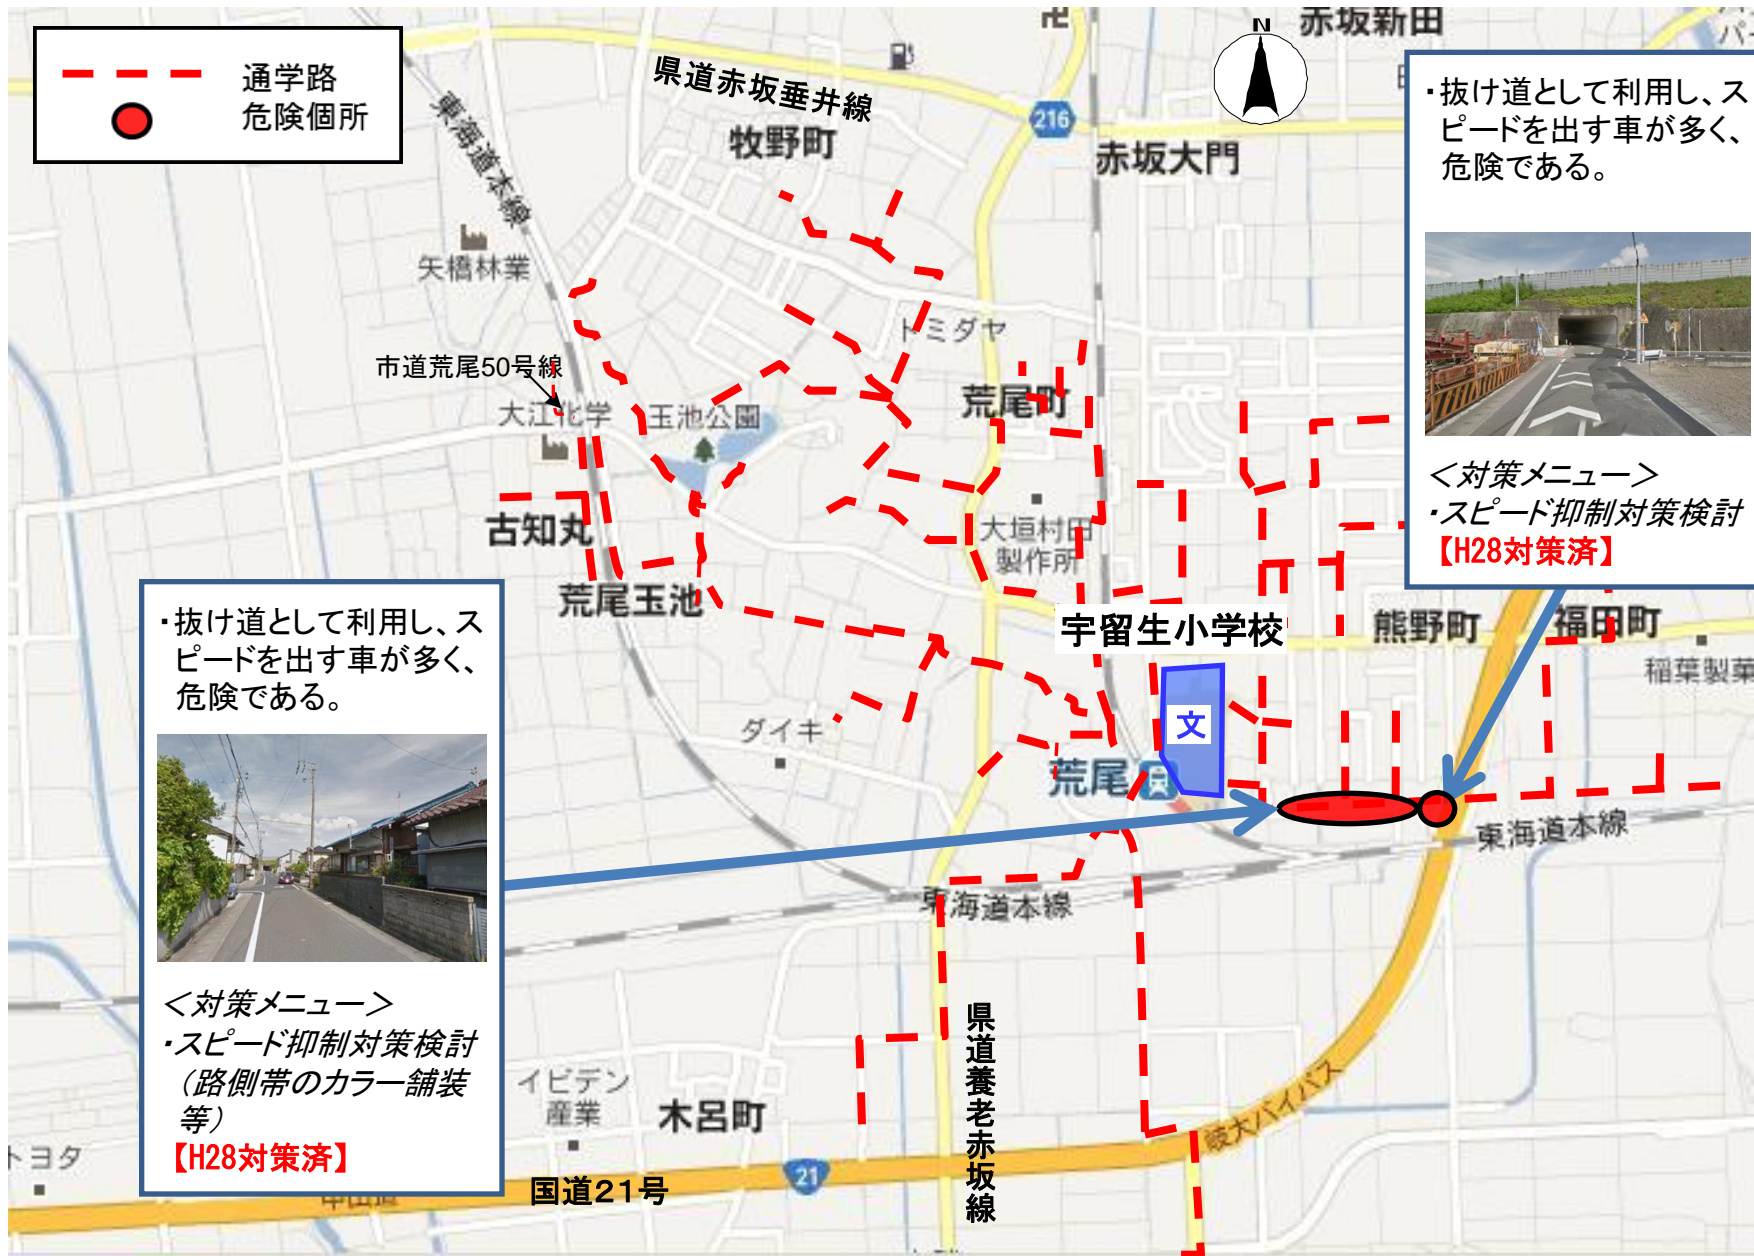 通学路
危険個所
県道赤坂垂井線
牧野町
216
N
赤坂新田
赤坂大門
東海道本線
矢橋林業
トミダヤ
市道荒尾50号線
大江化学
玉池公園
荒尾町
古知丸
大垣村田
製作所
荒尾玉池
宇留生小学校
文
熊野町
福田町
稲葉製菓
ダイキ
荒尾
東海道本線
東海道本線
・抜け道として利用し、ス
ピードを出す車が多く、
危険である。
＜対策メニュー＞
・スピード抑制対策検討
【H28対策済】
・抜け道として利用し、ス
ピードを出す車が多く、
危険である。
＜対策メニュー＞
・スピード抑制対策検討
（路側帯のカラー舗装
等）
【H28対策済】
イビデン
産業
木呂町
県道養老赤坂線
岐大バイパス
トヨタ
21
国道21号